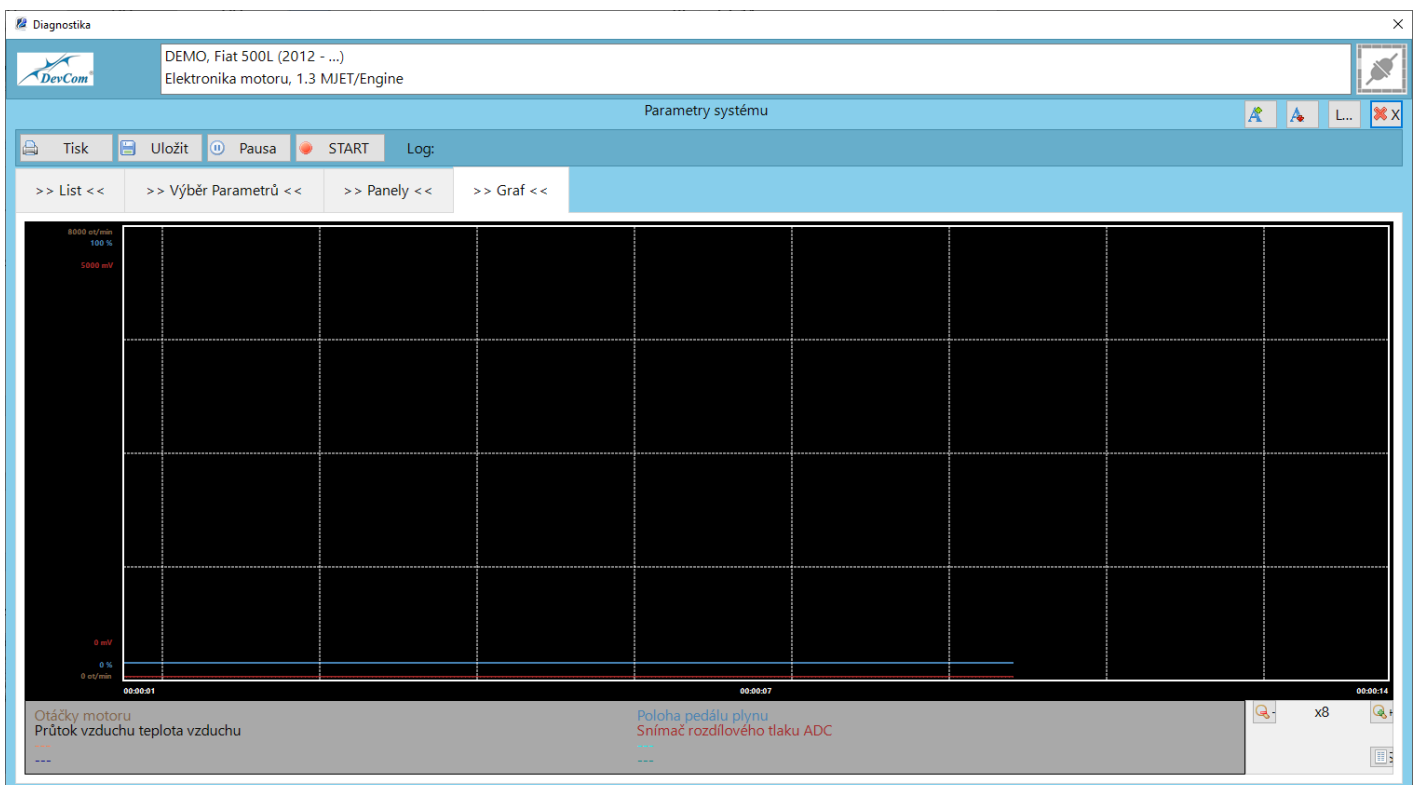 Diagnostika
DevCom
DEMO, Fiat 500L (2012 - ...)
Elektronika motoru, 1.3 MJET/Engine
Parametry systému
L...
X
Tisk
Uložit
Pausa
START
Log:
>> List <<
>> Výběr Parametrů <<
>> Panely <<
>> Graf <<
8000 ot/min
100 %
5000 mV
0 mV
0 %
0 ot/min
00:00:01
00:00:07
00:00:14
Otáčky motoru
Poloha pedálu plynu
Průtok vzduchu teplota vzduchu
Snímač rozdílového tlaku ADC
---
---
---
---
-
x8